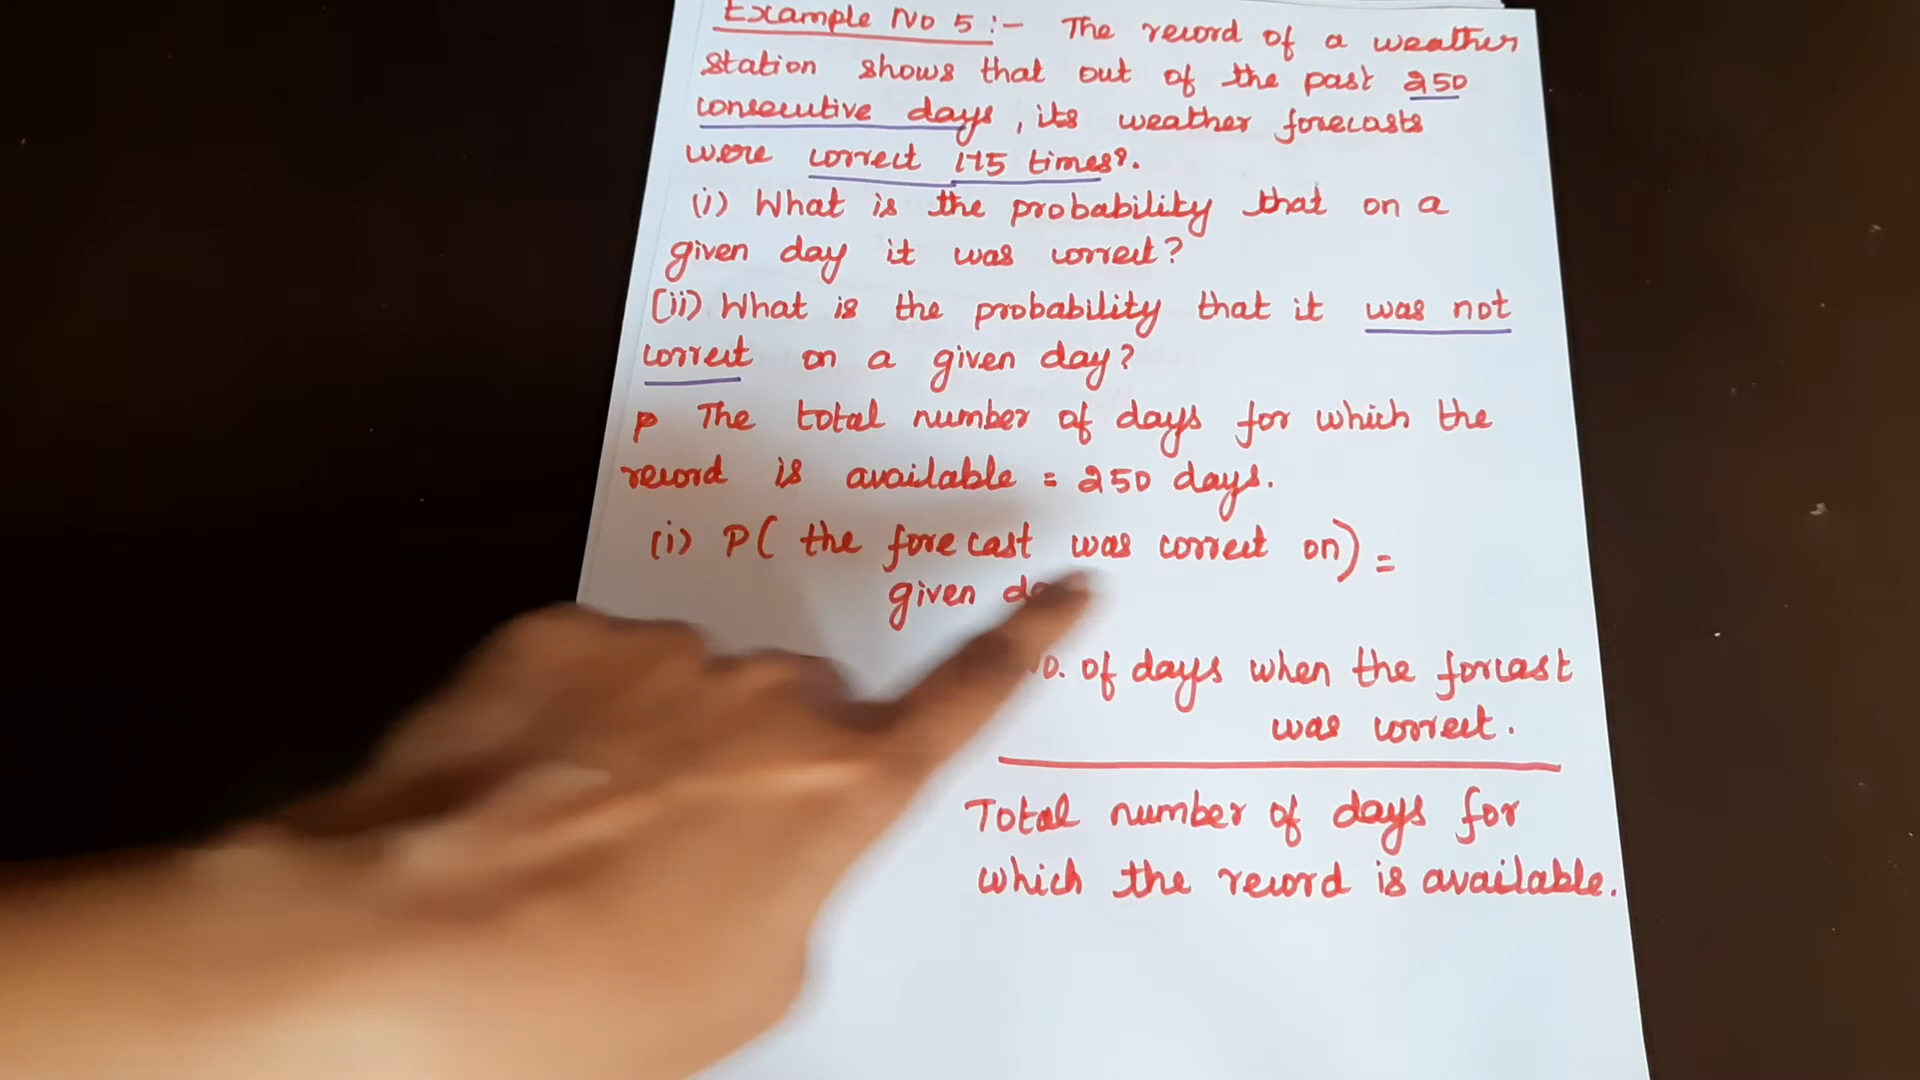 Example No 5 :- The record of a weather
station shows that out of the past 250
consecutive days, its weather forecasts
were correct 175 times.
(i) What is the probability that on a
given day it was correct?
(ii) What is the probability that it was not
correct on a given day?
The total number of days for which the
record is available = 250 days.
(i) P( the forecast was correct on) =
given
of days when the forcast
was correct.
Total number of days for
which the record is available.